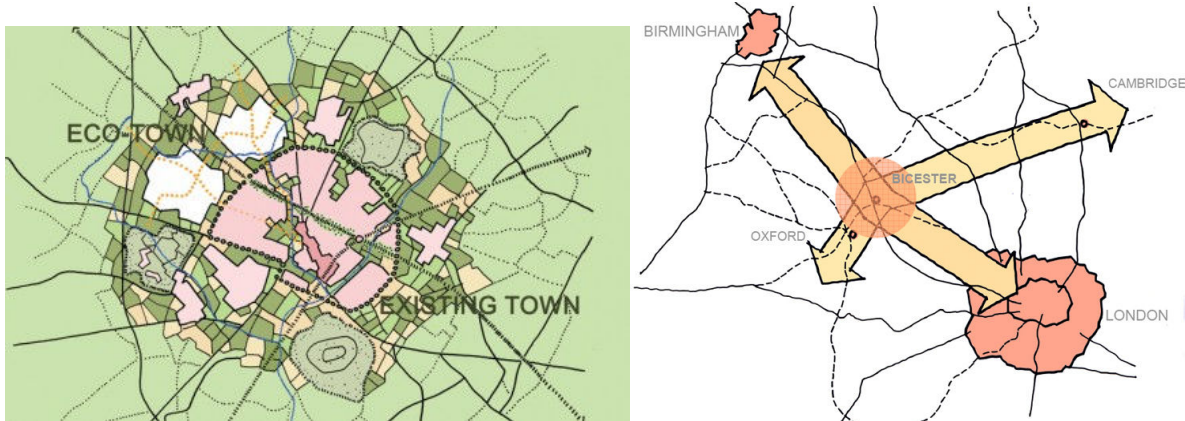 ECO-TOWN
EXISTING TOWN
BIRMINGHAM
CAMBRIDGE
BICESTER
OXFORD
LONDON